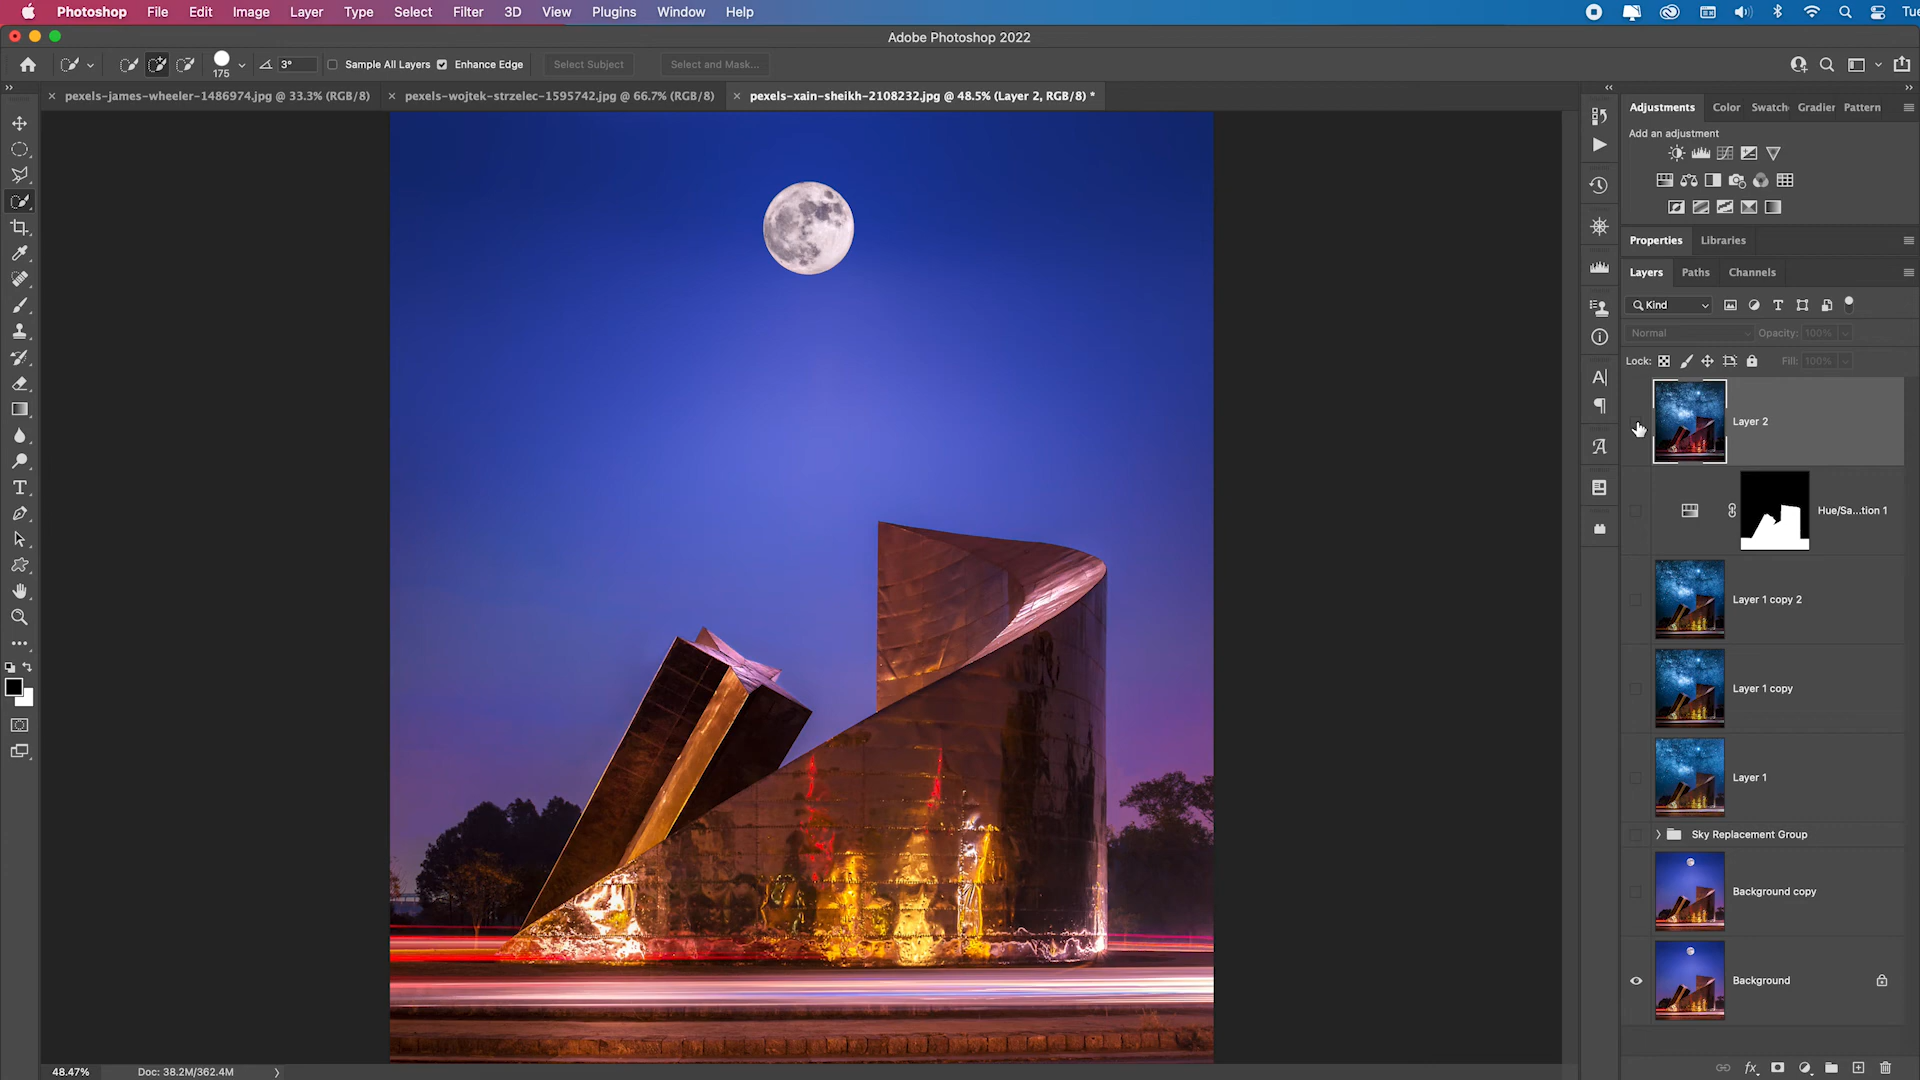 Photoshop File Edit Image Layer Type Select Filter 3D View Plugins Window Help Tue
Adobe Photoshop 2022
175 3° Sample All Layers Enhance Edge Select Subject Select and Mask...
pexels-james-wheeler-1486974.jpg @ 33.3% (RGB/8) pexels-wojtek-strzelec-1595742.jpg @ 66.7% (RGB/8) pexels-xain-sheikh-2108232.jpg @ 48.5% (Layer 2, RGB/8) *
Adjustments Color Swatch Gradier Pattern
Add an adjustment
Properties Libraries
Layers Paths Channels
Kind
Normal Opacity: 100%
Lock: Fill: 100%
Layer 2
Hue/Sa...tion 1
Layer 1 copy 2
Layer 1 copy
Layer 1
Sky Replacement Group
Background copy
Background
48.47% Doc: 38.2M/362.4M